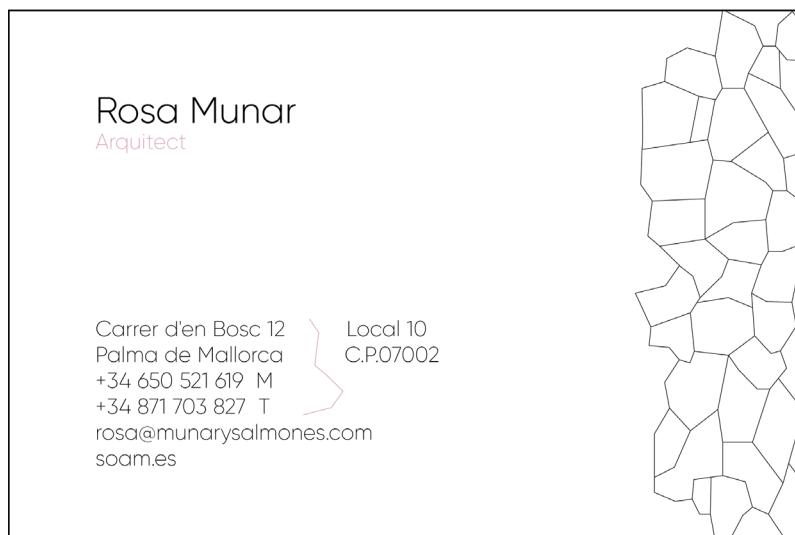 Rosa Munar
Arquitect
Carrer d'en Bosc 12
Local 10
Palma de Mallorca
C.P.07002
+34 650 521 619 M
+34 871 703 827 T
rosa@munarysalmones.com
soam.es